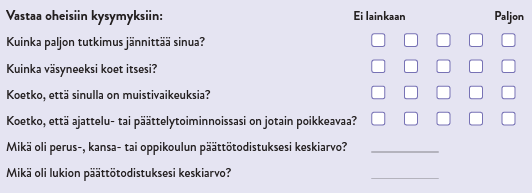 Vastaa oheisiin kysymyksiin: Ei lainkaan Paljon
Kuinka paljon tutkimus jännittää sinua?
Kuinka väsyneeksi koet itsesi?
Koetko, että sinulla on muistivaikeuksia?
Koetko, että ajattelu- tai päättelytoiminnoissasi on jotain poikkeavaa?
Mikä oli perus-, kansa- tai oppikoulun päättötodistuksesi keskiarvo?
Mikä oli lukion päättötodistuksesi keskiarvo?